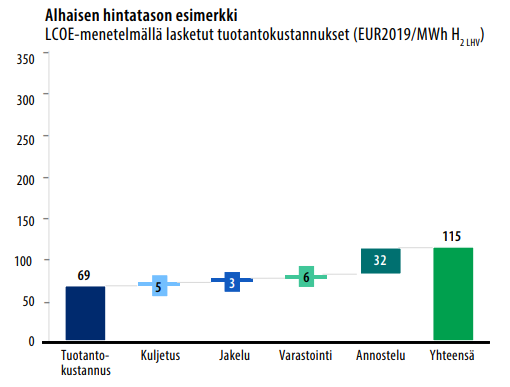 Alhaisen hintatason esimerkki
LCOE-menetelmällä lasketut tuotantokustannukset (EUR2019/MWh H2 LHV)
350
300
250
200
150
100
50
0
69
5
3
6
32
115
Tuotanto-
kustannus
Kuljetus
Jakelu
Varastointi
Annostelu
Yhteensä